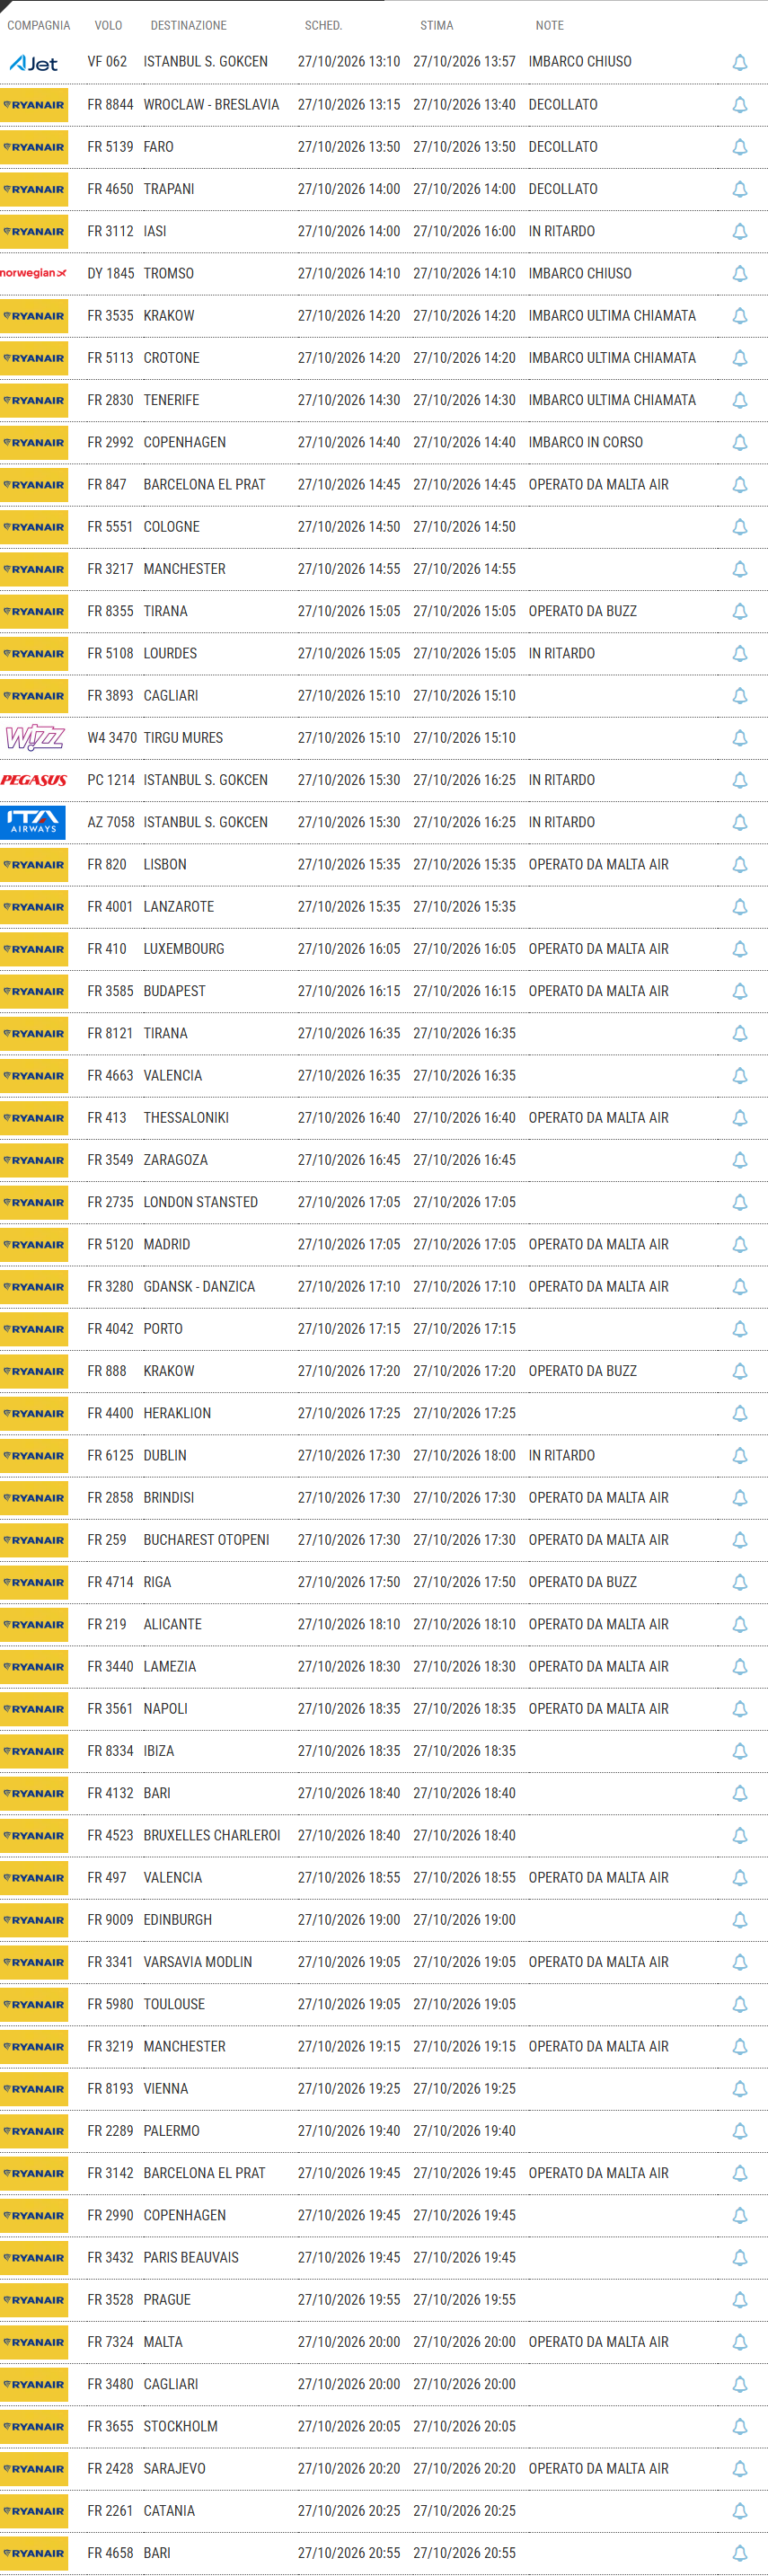 COMPAGNIA VOLO DESTINAZIONE SCHED. STIMA NOTE
AJet VF 062 ISTANBUL S. GOKCEN 27/10/2026 13:10 27/10/2026 13:57 IMBARCO CHIUSO
RYANAIR FR 8844 WROCLAW - BRESLAVIA 27/10/2026 13:15 27/10/2026 13:40 DECOLLATO
RYANAIR FR 5139 FARO 27/10/2026 13:50 27/10/2026 13:50 DECOLLATO
RYANAIR FR 4650 TRAPANI 27/10/2026 14:00 27/10/2026 14:00 DECOLLATO
RYANAIR FR 3112 IASI 27/10/2026 14:00 27/10/2026 16:00 IN RITARDO
norwegian DY 1845 TROMSO 27/10/2026 14:10 27/10/2026 14:10 IMBARCO CHIUSO
RYANAIR FR 3535 KRAKOW 27/10/2026 14:20 27/10/2026 14:20 IMBARCO ULTIMA CHIAMATA
RYANAIR FR 5113 CROTONE 27/10/2026 14:20 27/10/2026 14:20 IMBARCO ULTIMA CHIAMATA
RYANAIR FR 2830 TENERIFE 27/10/2026 14:30 27/10/2026 14:30 IMBARCO ULTIMA CHIAMATA
RYANAIR FR 2992 COPENHAGEN 27/10/2026 14:40 27/10/2026 14:40 IMBARCO IN CORSO
RYANAIR FR 847 BARCELONA EL PRAT 27/10/2026 14:45 27/10/2026 14:45 OPERATO DA MALTA AIR
RYANAIR FR 5551 COLOGNE 27/10/2026 14:50 27/10/2026 14:50
RYANAIR FR 3217 MANCHESTER 27/10/2026 14:55 27/10/2026 14:55
RYANAIR FR 8355 TIRANA 27/10/2026 15:05 27/10/2026 15:05 OPERATO DA BUZZ
RYANAIR FR 5108 LOURDES 27/10/2026 15:05 27/10/2026 15:05 IN RITARDO
RYANAIR FR 3893 CAGLIARI 27/10/2026 15:10 27/10/2026 15:10
WIZZ W4 3470 TIRGU MURES 27/10/2026 15:10 27/10/2026 15:10
PEGASUS PC 1214 ISTANBUL S. GOKCEN 27/10/2026 15:30 27/10/2026 16:25 IN RITARDO
ITA AIRWAYS AZ 7058 ISTANBUL S. GOKCEN 27/10/2026 15:30 27/10/2026 16:25 IN RITARDO
RYANAIR FR 820 LISBON 27/10/2026 15:35 27/10/2026 15:35 OPERATO DA MALTA AIR
RYANAIR FR 4001 LANZAROTE 27/10/2026 15:35 27/10/2026 15:35
RYANAIR FR 410 LUXEMBOURG 27/10/2026 16:05 27/10/2026 16:05 OPERATO DA MALTA AIR
RYANAIR FR 3585 BUDAPEST 27/10/2026 16:15 27/10/2026 16:15 OPERATO DA MALTA AIR
RYANAIR FR 8121 TIRANA 27/10/2026 16:35 27/10/2026 16:35
RYANAIR FR 4663 VALENCIA 27/10/2026 16:35 27/10/2026 16:35
RYANAIR FR 413 THESSALONIKI 27/10/2026 16:40 27/10/2026 16:40 OPERATO DA MALTA AIR
RYANAIR FR 3549 ZARAGOZA 27/10/2026 16:45 27/10/2026 16:45
RYANAIR FR 2735 LONDON STANSTED 27/10/2026 17:05 27/10/2026 17:05
RYANAIR FR 5120 MADRID 27/10/2026 17:05 27/10/2026 17:05 OPERATO DA MALTA AIR
RYANAIR FR 3280 GDANSK - DANZICA 27/10/2026 17:10 27/10/2026 17:10 OPERATO DA MALTA AIR
RYANAIR FR 4042 PORTO 27/10/2026 17:15 27/10/2026 17:15
RYANAIR FR 888 KRAKOW 27/10/2026 17:20 27/10/2026 17:20 OPERATO DA BUZZ
RYANAIR FR 4400 HERAKLION 27/10/2026 17:25 27/10/2026 17:25
RYANAIR FR 6125 DUBLIN 27/10/2026 17:30 27/10/2026 18:00 IN RITARDO
RYANAIR FR 2858 BRINDISI 27/10/2026 17:30 27/10/2026 17:30 OPERATO DA MALTA AIR
RYANAIR FR 259 BUCHAREST OTOPENI 27/10/2026 17:30 27/10/2026 17:30 OPERATO DA MALTA AIR
RYANAIR FR 4714 RIGA 27/10/2026 17:50 27/10/2026 17:50 OPERATO DA BUZZ
RYANAIR FR 219 ALICANTE 27/10/2026 18:10 27/10/2026 18:10 OPERATO DA MALTA AIR
RYANAIR FR 3440 LAMEZIA 27/10/2026 18:30 27/10/2026 18:30 OPERATO DA MALTA AIR
RYANAIR FR 3561 NAPOLI 27/10/2026 18:35 27/10/2026 18:35 OPERATO DA MALTA AIR
RYANAIR FR 8334 IBIZA 27/10/2026 18:35 27/10/2026 18:35
RYANAIR FR 4132 BARI 27/10/2026 18:40 27/10/2026 18:40
RYANAIR FR 4523 BRUXELLES CHARLEROI 27/10/2026 18:40 27/10/2026 18:40
RYANAIR FR 497 VALENCIA 27/10/2026 18:55 27/10/2026 18:55 OPERATO DA MALTA AIR
RYANAIR FR 9009 EDINBURGH 27/10/2026 19:00 27/10/2026 19:00
RYANAIR FR 3341 VARSAVIA MODLIN 27/10/2026 19:05 27/10/2026 19:05 OPERATO DA MALTA AIR
RYANAIR FR 5980 TOULOUSE 27/10/2026 19:05 27/10/2026 19:05
RYANAIR FR 3219 MANCHESTER 27/10/2026 19:15 27/10/2026 19:15 OPERATO DA MALTA AIR
RYANAIR FR 8193 VIENNA 27/10/2026 19:25 27/10/2026 19:25
RYANAIR FR 2289 PALERMO 27/10/2026 19:40 27/10/2026 19:40
RYANAIR FR 3142 BARCELONA EL PRAT 27/10/2026 19:45 27/10/2026 19:45 OPERATO DA MALTA AIR
RYANAIR FR 2990 COPENHAGEN 27/10/2026 19:45 27/10/2026 19:45
RYANAIR FR 3432 PARIS BEAUVAIS 27/10/2026 19:45 27/10/2026 19:45
RYANAIR FR 3528 PRAGUE 27/10/2026 19:55 27/10/2026 19:55
RYANAIR FR 7324 MALTA 27/10/2026 20:00 27/10/2026 20:00 OPERATO DA MALTA AIR
RYANAIR FR 3480 CAGLIARI 27/10/2026 20:00 27/10/2026 20:00
RYANAIR FR 3655 STOCKHOLM 27/10/2026 20:05 27/10/2026 20:05
RYANAIR FR 2428 SARAJEVO 27/10/2026 20:20 27/10/2026 20:20 OPERATO DA MALTA AIR
RYANAIR FR 2261 CATANIA 27/10/2026 20:25 27/10/2026 20:25
RYANAIR FR 4658 BARI 27/10/2026 20:55 27/10/2026 20:55